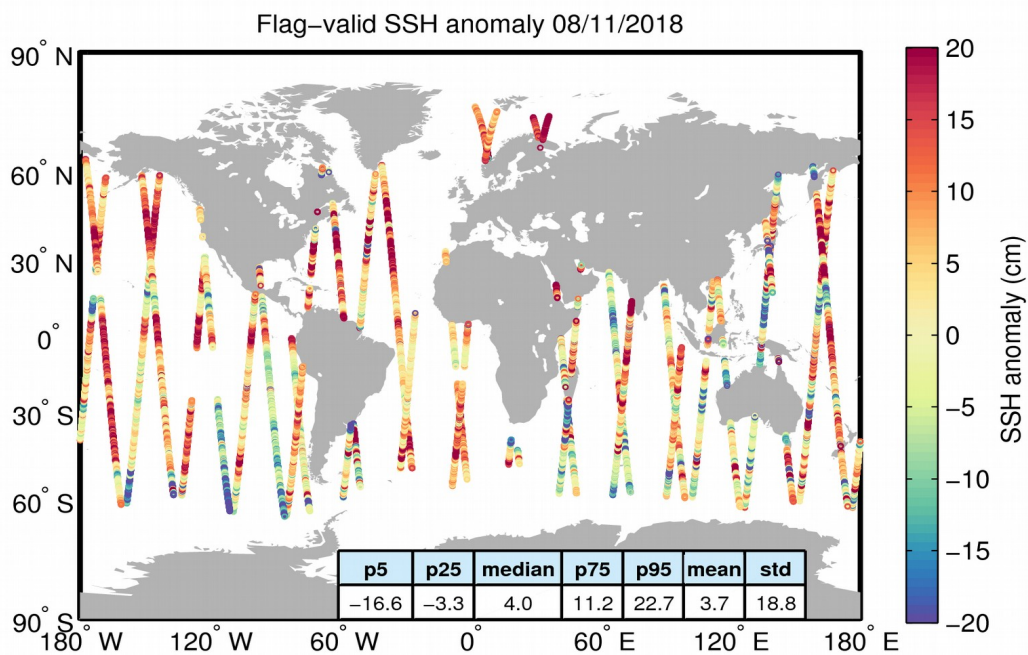 Flag−valid SSH anomaly 08/11/2018
90° N
60° N
30° N
0°
30° S
60° S
90° S
180° W 120° W 60° W 0° 60° E 120° E 180° E
p5 p25 median p75 p95 mean std
−16.6 −3.3 4.0 11.2 22.7 3.7 18.8
20
15
10
5
0
−5
−10
−15
−20
SSH anomaly (cm)